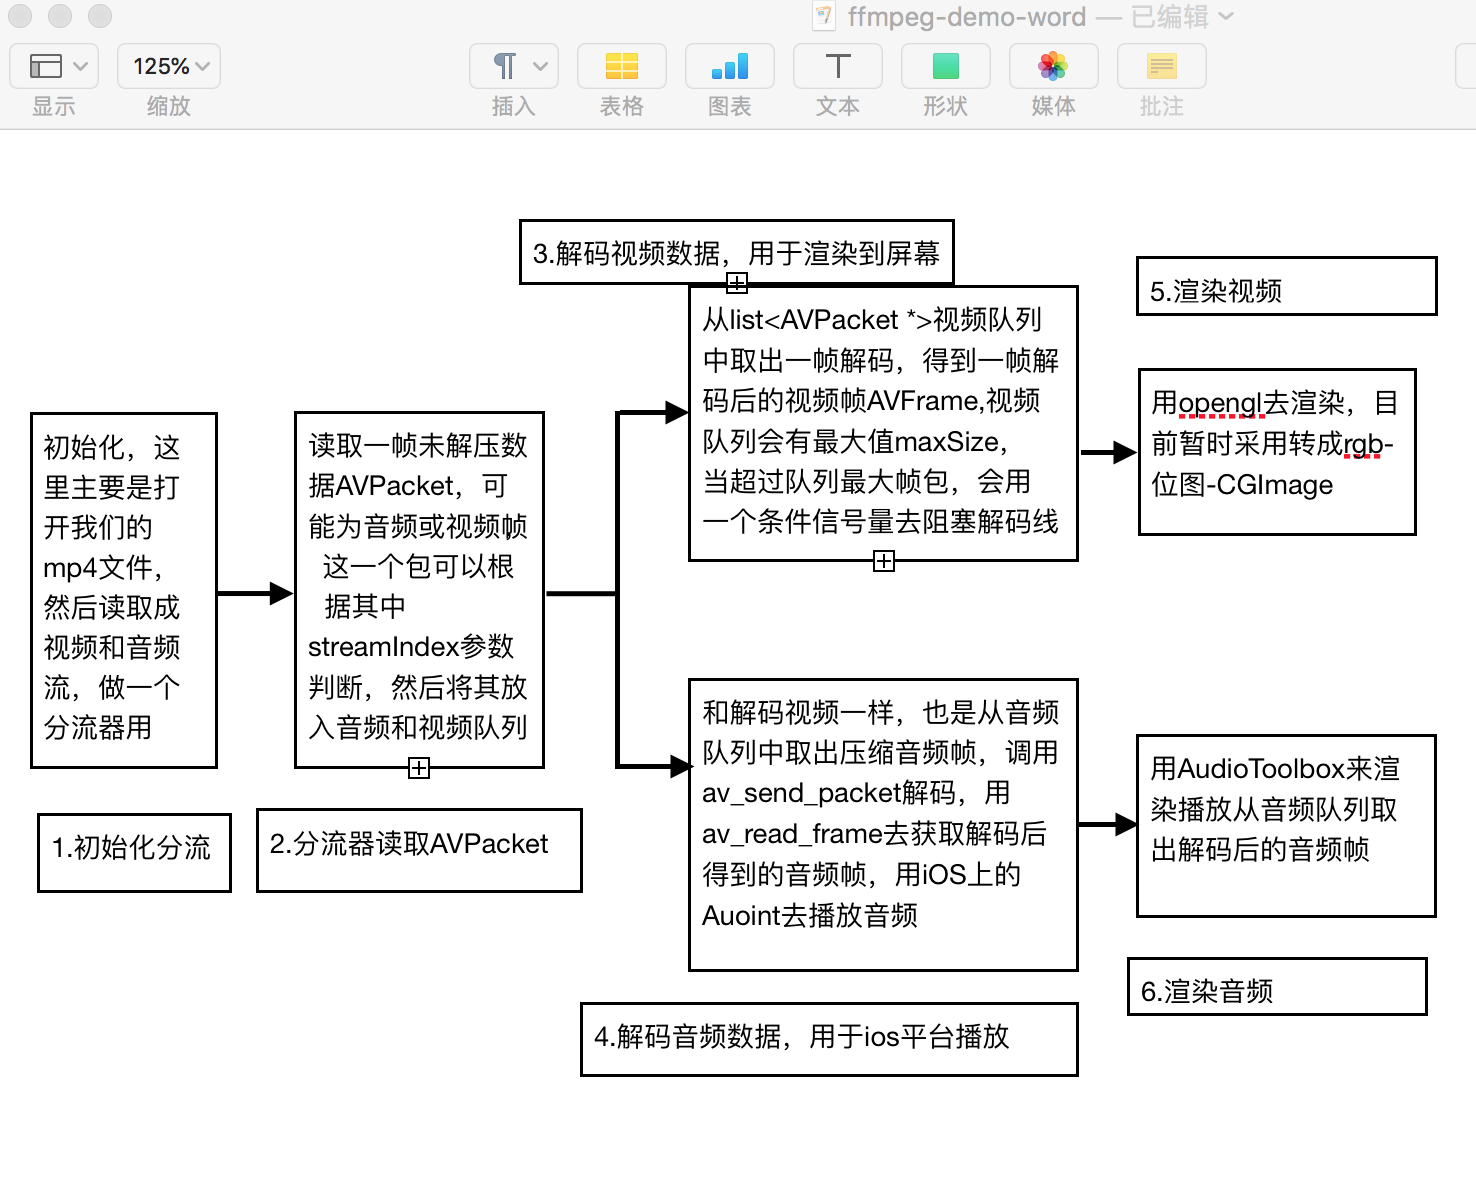 ffmpeg-demo-word — 已编辑
125%
显示
缩放
插入
表格
图表
文本
形状
媒体
批注
3.解码视频数据，用于渲染到屏幕
从list<AVPacket *>视频队列
中取出一帧解码，得到一帧解
码后的视频帧AVFrame,视频
队列会有最大值maxSize，
当超过队列最大帧包，会用
一个条件信号量去阻塞解码线
5.渲染视频
用opengl去渲染，目
前暂时采用转成rgb-
位图-CGImage
初始化，这
里主要是打
开我们的
mp4文件，
然后读取成
视频和音频
流，做一个
分流器用
读取一帧未解压数
据AVPacket，可
能为音频或视频帧，
这一个包可以根
据其中
streamIndex参数
判断，然后将其放
入音频和视频队列
1.初始化分流
2.分流器读取AVPacket
和解码视频一样，也是从音频
队列中取出压缩音频帧，调用
av_send_packet解码，用
av_read_frame去获取解码后
得到的音频帧，用iOS上的
Auoint去播放音频
用AudioToolbox来渲
染播放从音频队列取
出解码后的音频帧
4.解码音频数据，用于ios平台播放
6.渲染音频